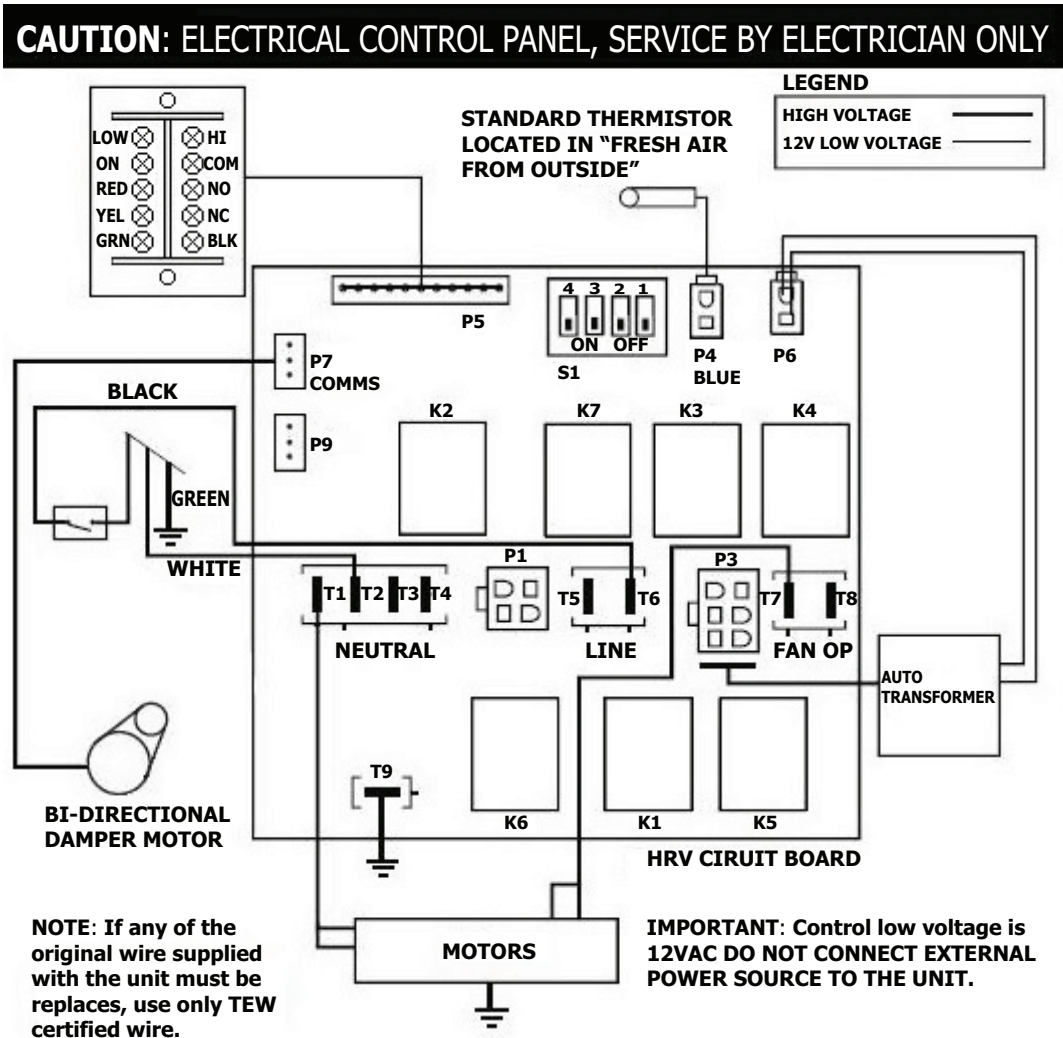 CAUTION: ELECTRICAL CONTROL PANEL, SERVICE BY ELECTRICIAN ONLY
LEGEND
HIGH VOLTAGE
12V LOW VOLTAGE
STANDARD THERMISTOR
LOCATED IN “FRESH AIR
FROM OUTSIDE”
LOW HI
ON COM
RED NO
YEL NC
GRN BLK
P5
4 3 2 1
ON OFF
S1
P4
BLUE
P6
P7
COMMS
P9
BLACK
GREEN
WHITE
K2
K7
K3
K4
P1
P3
T1 T2 T3 T4
NEUTRAL
T5 T6
LINE
T7 T8
FAN OP
AUTO
TRANSFORMER
T9
K6
K1
K5
BI-DIRECTIONAL
DAMPER MOTOR
HRV CIRUIT BOARD
MOTORS
NOTE: If any of the
original wire supplied
with the unit must be
replaces, use only TEW
certified wire.
IMPORTANT: Control low voltage is
12VAC DO NOT CONNECT EXTERNAL
POWER SOURCE TO THE UNIT.